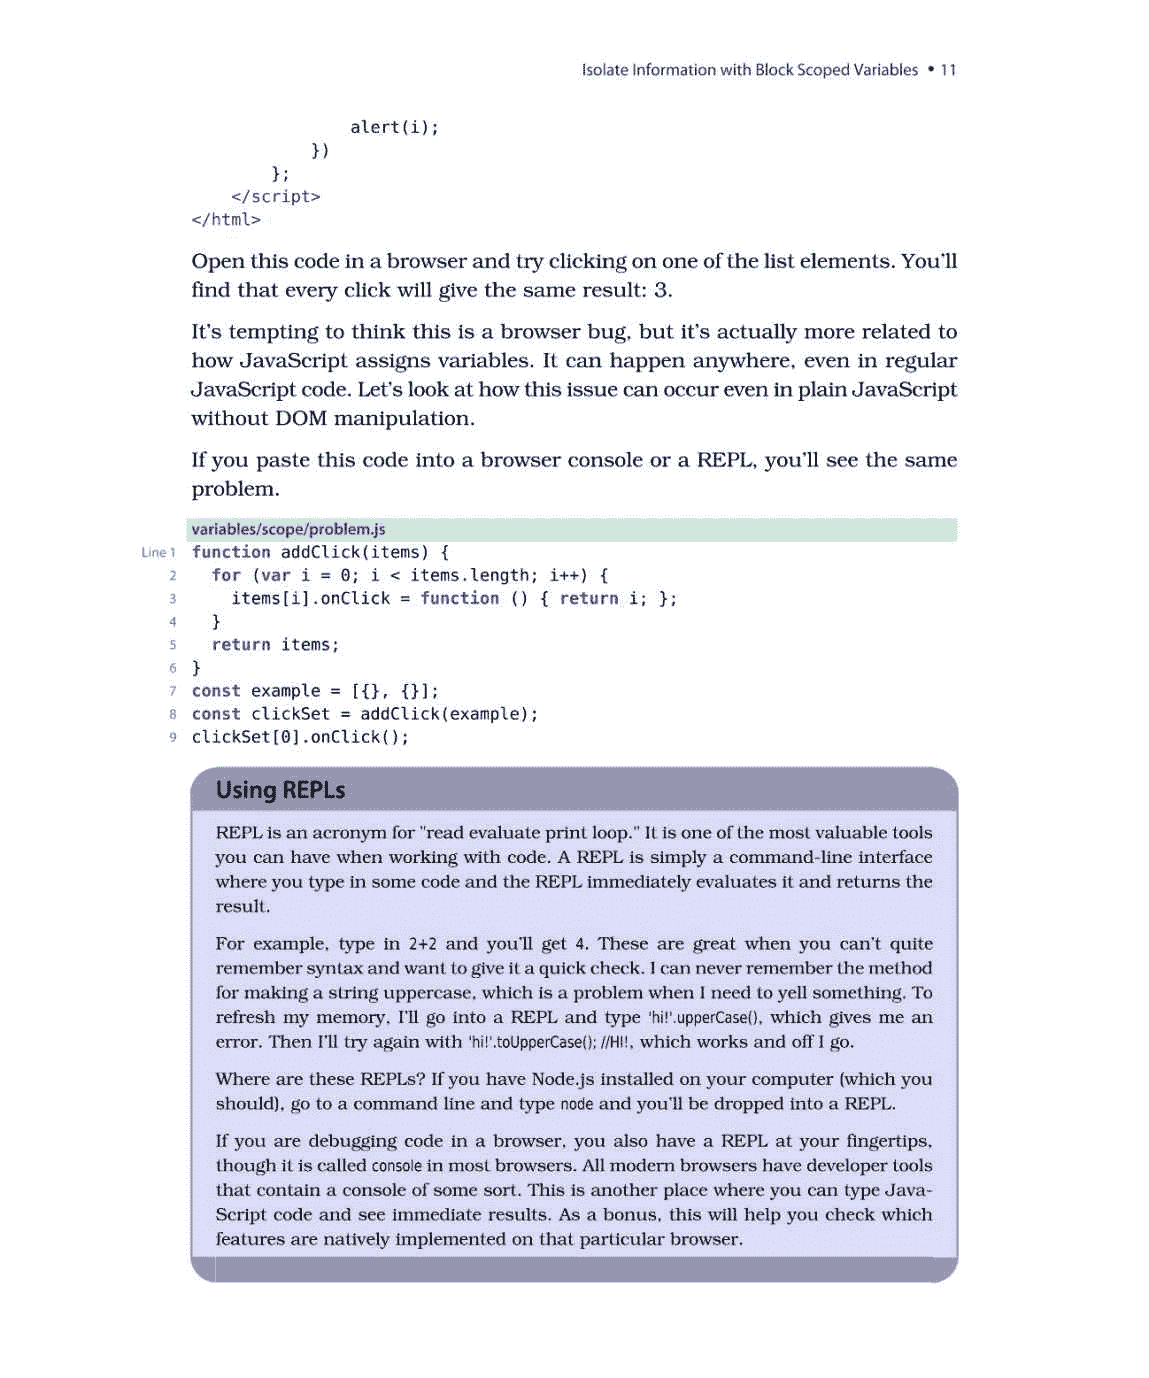 Isolate Information with Block Scoped Variables • 11
alert(i);
})
};
</script>
</html>
Open this code in a browser and try clicking on one of the list elements. You'll
find that every click will give the same result: 3.
It's tempting to think this is a browser bug, but it's actually more related to
how JavaScript assigns variables. It can happen anywhere, even in regular
JavaScript code. Let's look at how this issue can occur even in plain JavaScript
without DOM manipulation.
If you paste this code into a browser console or a REPL, you'll see the same
problem.
variables/scope/problem.js
Line 1 function addClick(items) {
2 for (var i = 0; i < items.length; i++) {
3 items[i].onClick = function () { return i; };
4 }
5 return items;
6 }
7 const example = [{}, {}];
8 const clickSet = addClick(example);
9 clickSet[0].onClick();
Using REPLs
REPL is an acronym for "read evaluate print loop." It is one of the most valuable tools
you can have when working with code. A REPL is simply a command-line interface
where you type in some code and the REPL immediately evaluates it and returns the
result.
For example, type in 2+2 and you'll get 4. These are great when you can't quite
remember syntax and want to give it a quick check. I can never remember the method
for making a string uppercase, which is a problem when I need to yell something. To
refresh my memory, I'll go into a REPL and type 'hi!'.upperCase(), which gives me an
error. Then I'll try again with 'hi!'.toUpperCase(); //HI!, which works and off I go.
Where are these REPLs? If you have Node.js installed on your computer (which you
should), go to a command line and type node and you'll be dropped into a REPL.
If you are debugging code in a browser, you also have a REPL at your fingertips,
though it is called console in most browsers. All modern browsers have developer tools
that contain a console of some sort. This is another place where you can type Java-
Script code and see immediate results. As a bonus, this will help you check which
features are natively implemented on that particular browser.